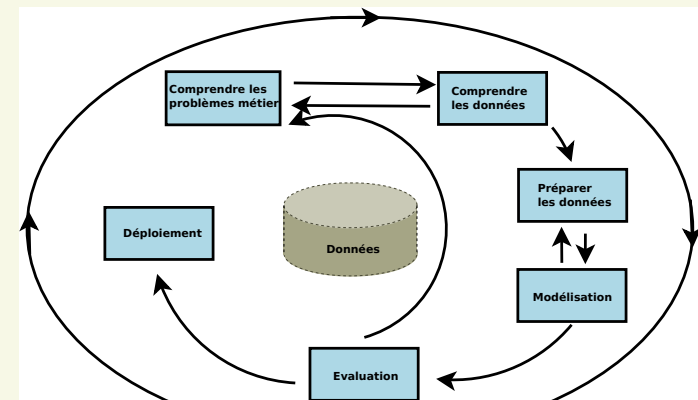 Comprendre les
problèmes métier
Comprendre
les données
Préparer
les données
Déploiement
Données
Modélisation
Evaluation